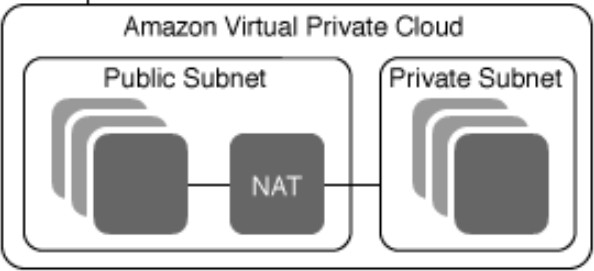 Amazon Virtual Private Cloud
Public Subnet
Private Subnet
NAT